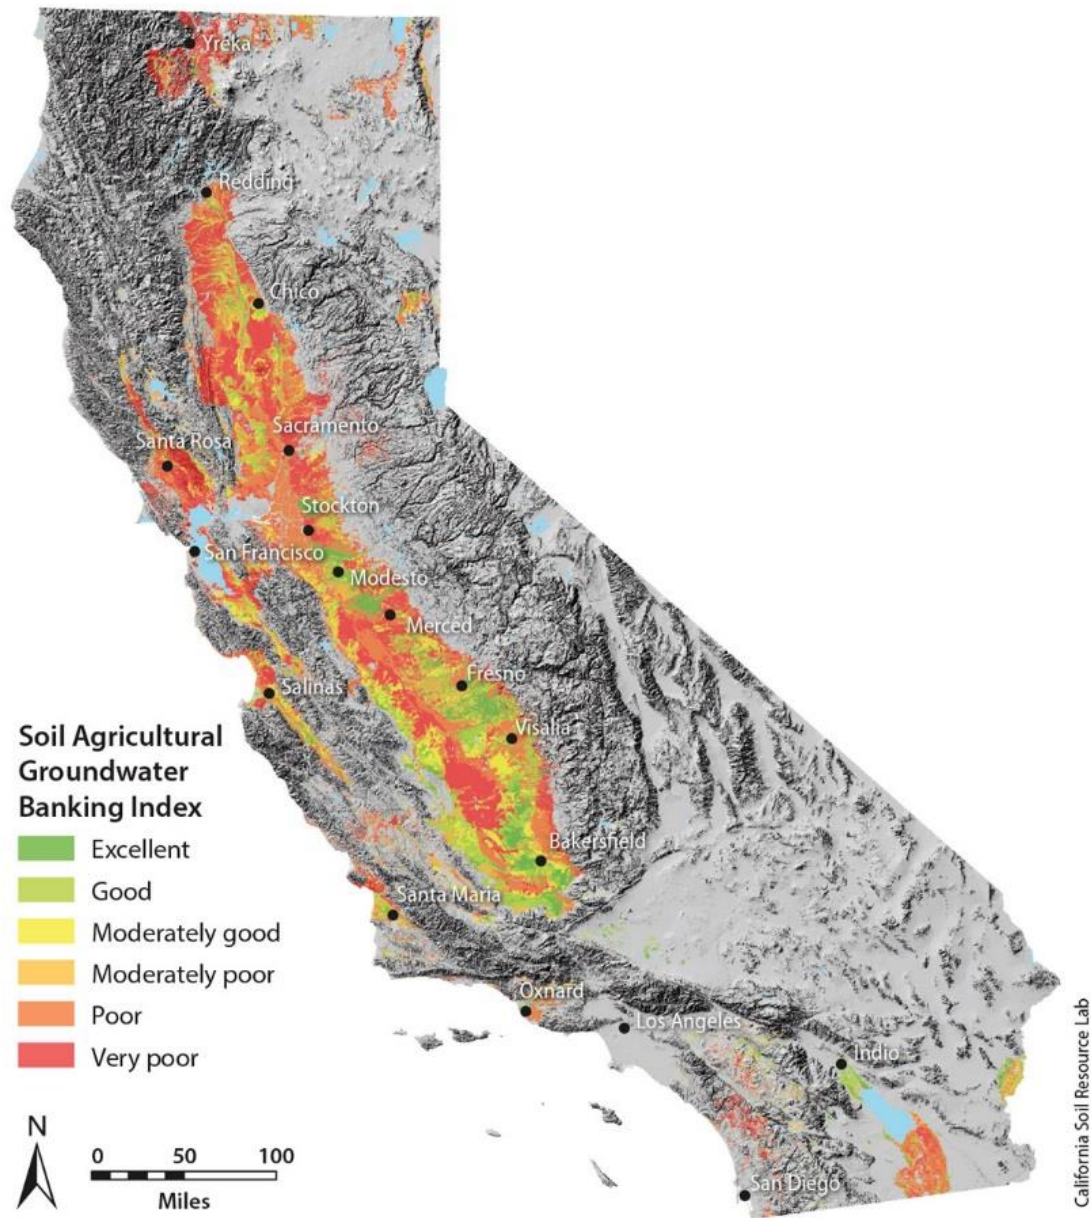 Yreka
Redding
Chico
Sacramento
Santa Rosa
Stockton
San Francisco
Modesto
Merced
Fresno
Salinas
Visalia
Soil Agricultural
Groundwater
Banking Index
Excellent
Good
Moderately good
Moderately poor
Poor
Very poor
Bakersfield
Santa Maria
Oxnard
Los Angeles
Indio
San Diego
N
0 50 100
Miles
California Soil Resource Lab